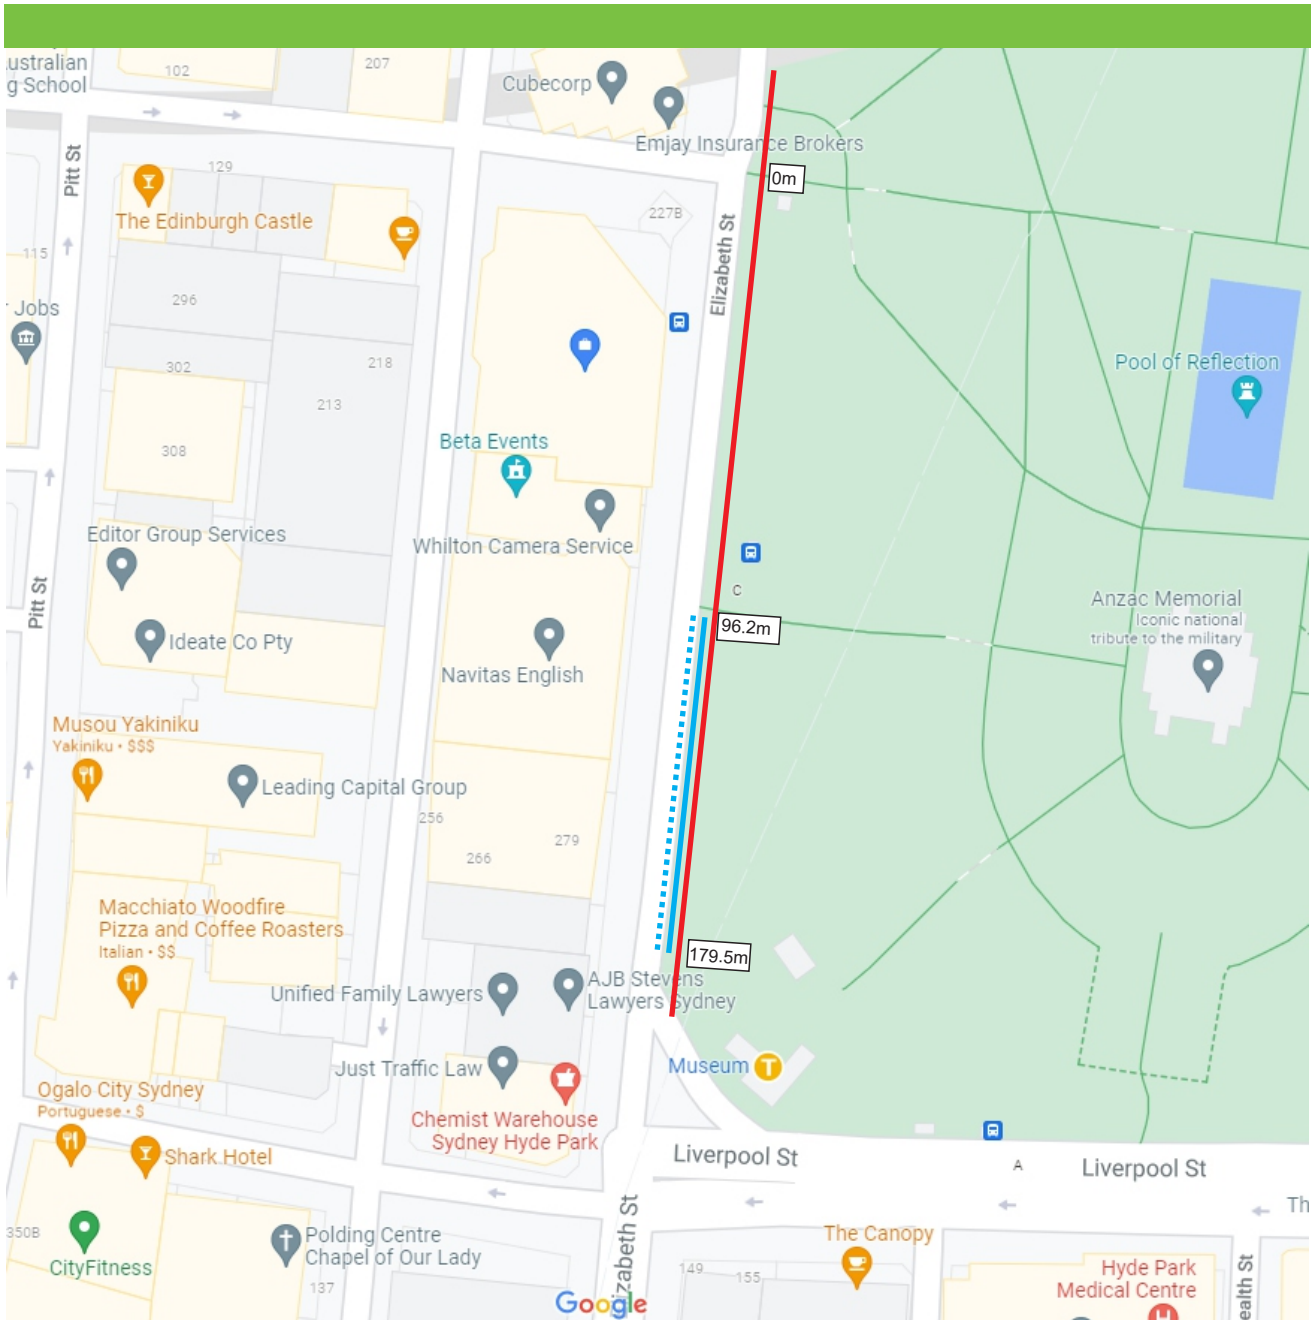 ustralian
g School
102
207
Cubecorp
Emjay Insurance Brokers
Pitt St
129
The Edinburgh Castle
0m
227B
Elizabeth St
115
Jobs
296
302
218
213
308
Pool of Reflection
Beta Events
Whilton Camera Service
Editor Group Services
Pitt St
Ideate Co Pty
C
96.2m
Anzac Memorial
Iconic national
tribute to the military
Navitas English
Musou Yakiniku
Yakiniku • $$$
Leading Capital Group
256
279
266
Macchiato Woodfire
Pizza and Coffee Roasters
Italian • $$
179.5m
Unified Family Lawyers
AJB Stevens
Lawyers Sydney
Just Traffic Law
Museum
Ogalo City Sydney
Portuguese • $
Chemist Warehouse
Sydney Hyde Park
Shark Hotel
Liverpool St
A
Liverpool St
Th
350B
CityFitness
Polding Centre
Chapel of Our Lady
137
Elizabeth St
The Canopy
149
155
Hyde Park
Medical Centre
ealth St
Google